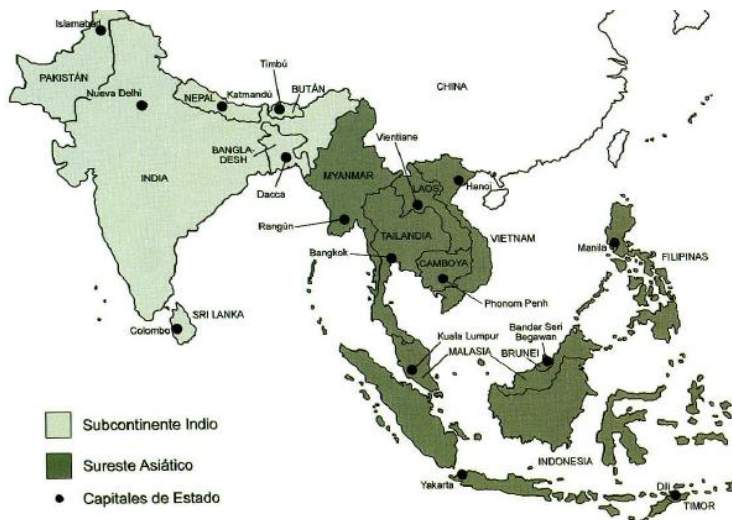 Islamabad
PAKISTÁN
Nueva Delhi
NEPAL
Katmandú
Timbú
BUTÁN
CHINA
BANGLA-
DESH
INDIA
Dacca
MYANMAR
Vientiane
LAOS
Hanoi
Rangún
TAILANDIA
VIETNAM
Bangkok
CAMBOYA
Manila
FILIPINAS
Phonom Penh
SRI LANKA
Colombo
Kuala Lumpur
MALASIA
Bandar Seri
Begawan
BRUNEI
Subcontinente Indio
Sureste Asiático
Capitales de Estado
INDONESIA
Yakarta
Dili
TIMOR